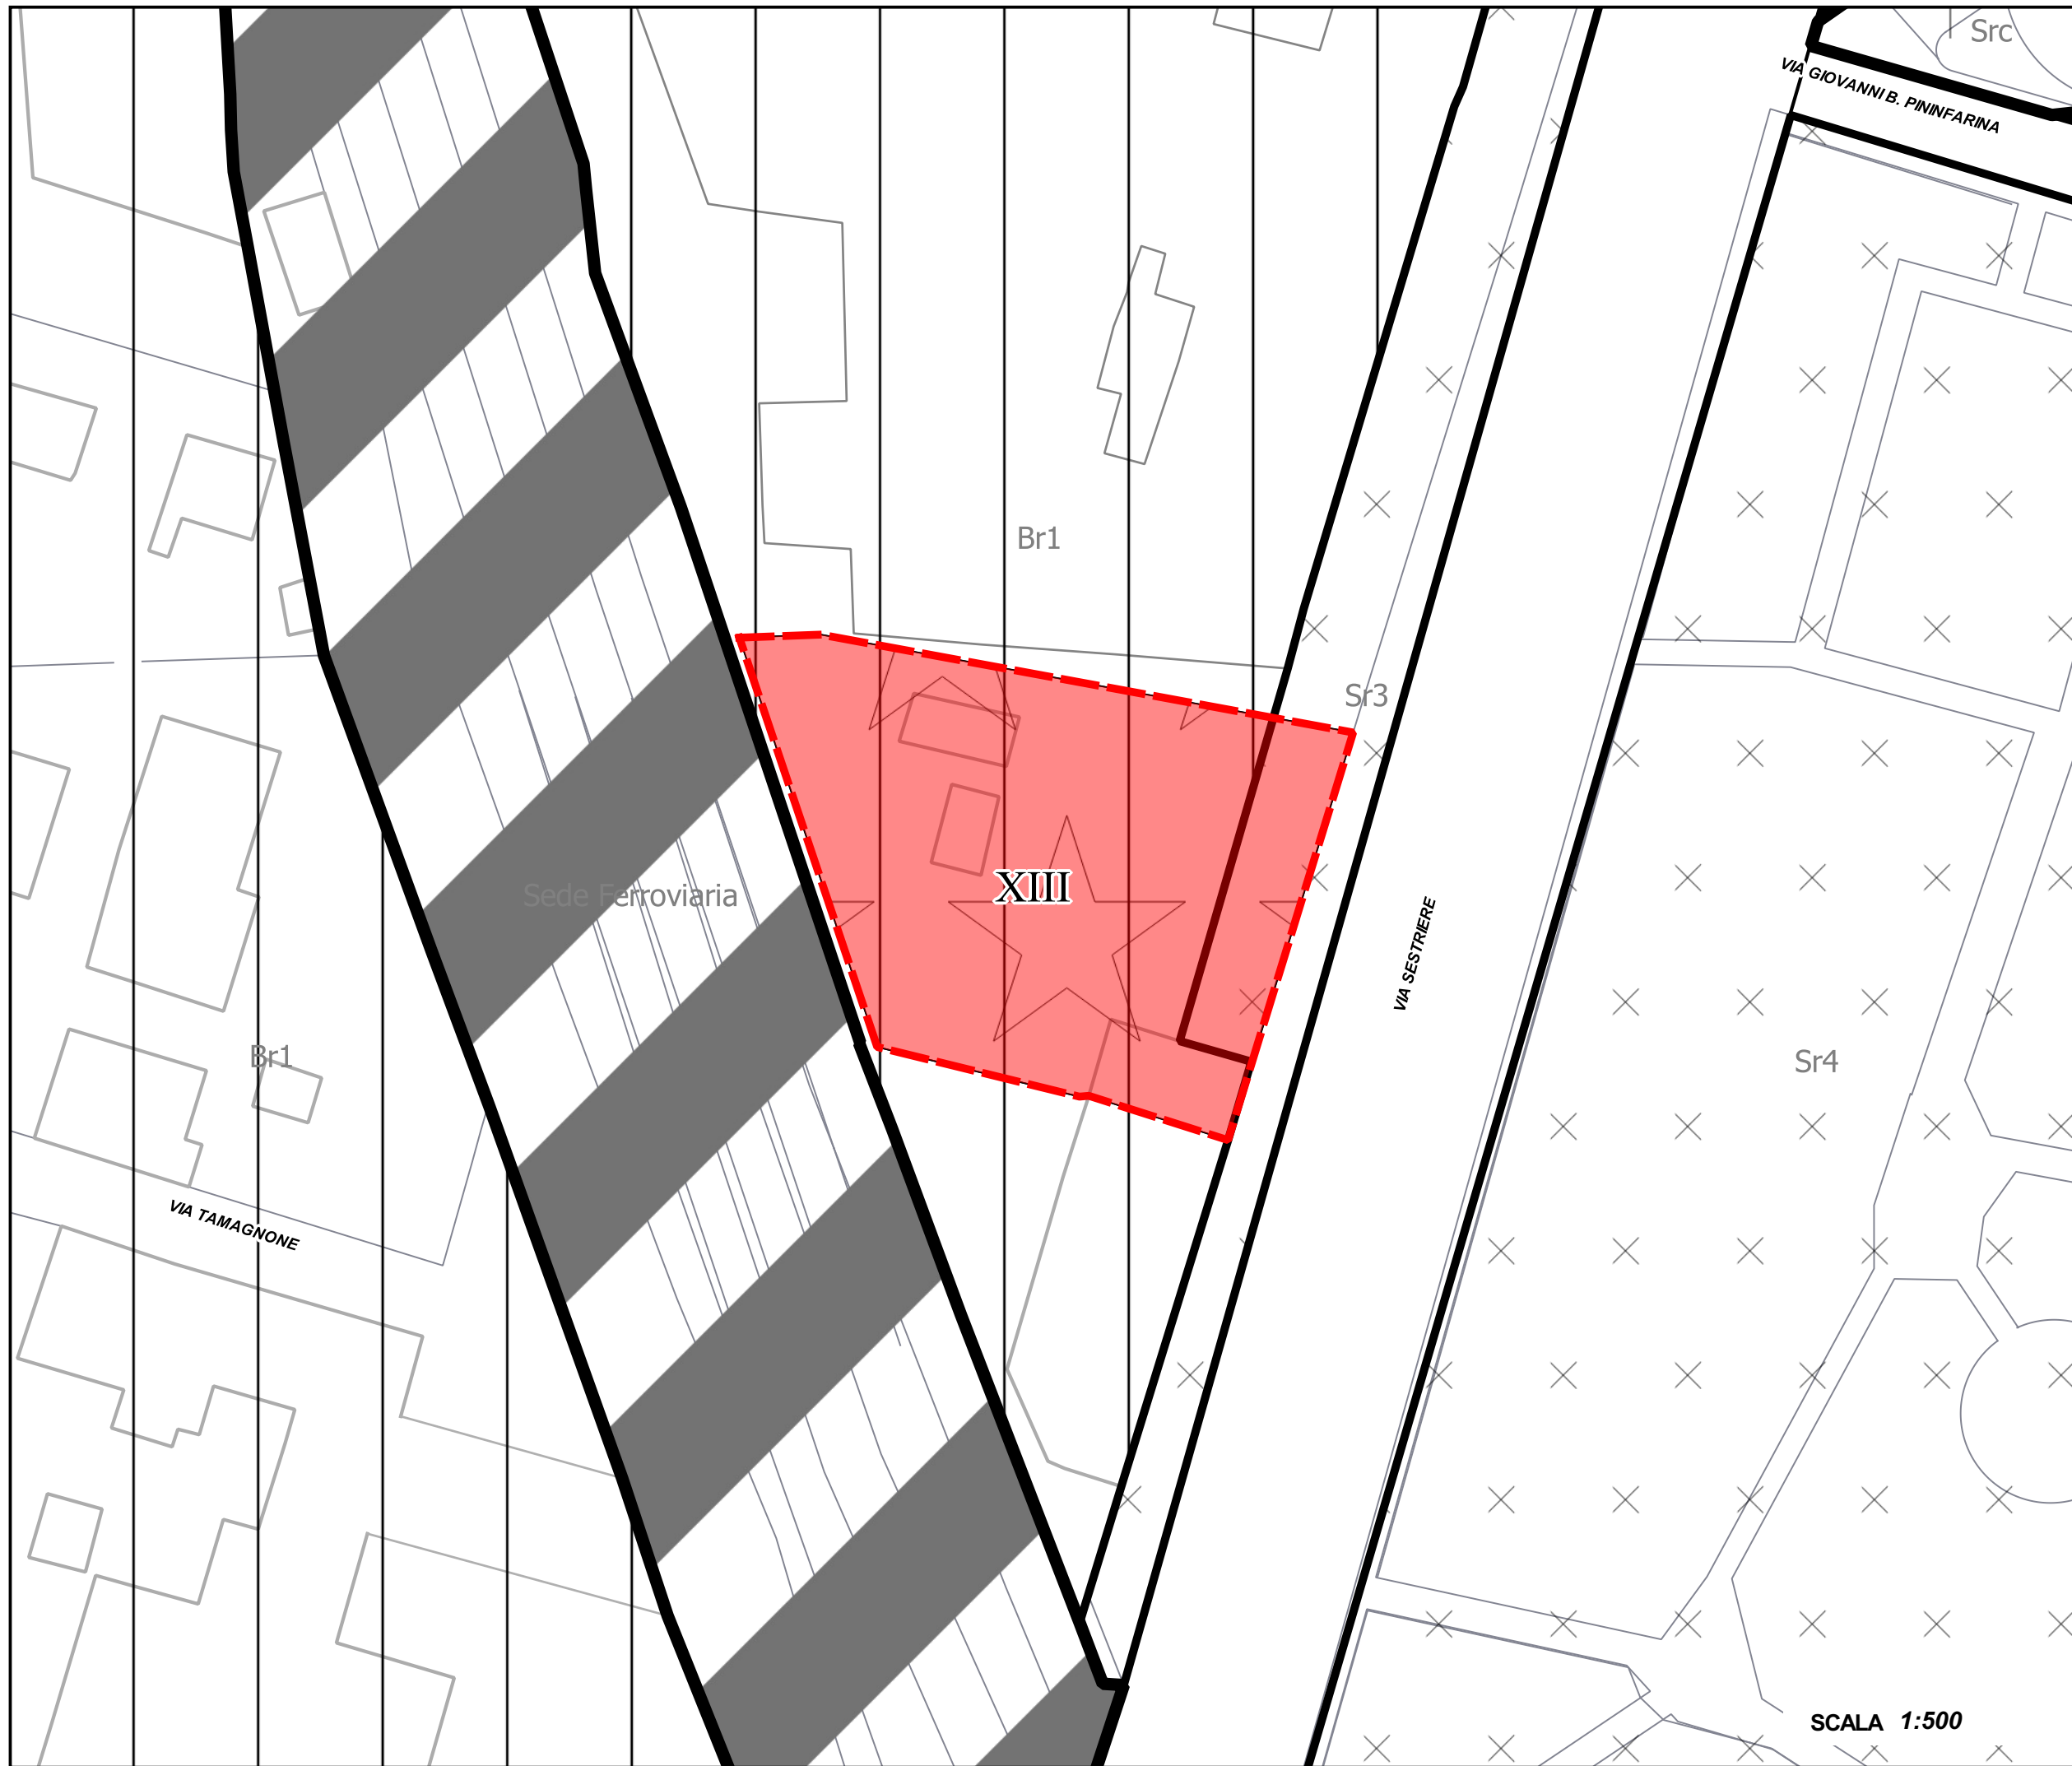 Src
VIA GIOVANNI B. PININFARINA
Br1
Sr3
XIII
Sede Ferroviaria
VIA SESTRIERE
Br1
Sr4
VIA TAMAGNONE
SCALA 1:500